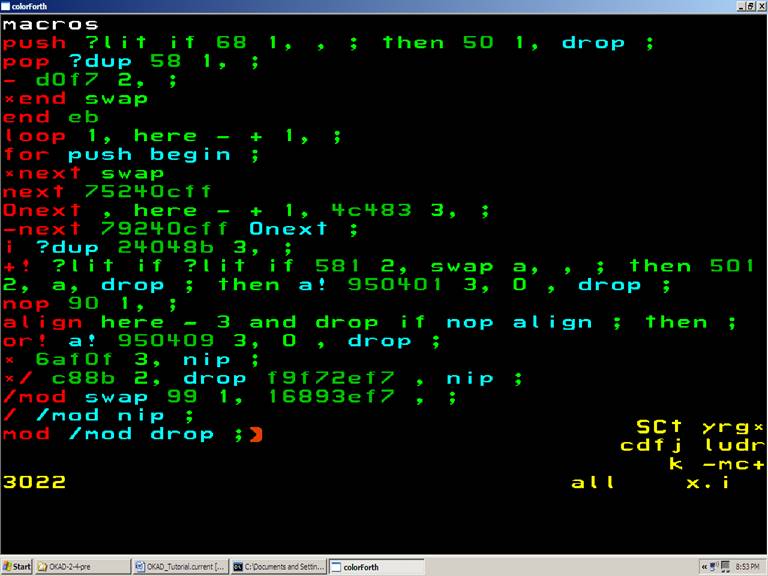 colorForth
macros
push ?lit if 68 1, , ; then 50 1, drop ;
pop ?dup 58 1, ;
- d0f7 2, ;
*end swap
end eb
loop 1, here - + 1, ;
for push begin ;
*next swap
next 75240cff
0next , here - + 1, 4c483 3, ;
-next 79240cff 0next ;
i ?dup 24048b 3, ;
+! ?lit if ?lit if 581 2, swap a, , ; then 501
2, a, drop ; then a! 950401 3, 0 , drop ;
nop 90 1, ;
align here - 3 and drop if nop align ; then ;
or! a! 950409 3, 0 , drop ;
* 6af0f 3, nip ;
*/ c88b 2, drop f9f72ef7 , nip ;
/mod swap 99 1, 16893ef7 , ;
/ /mod nip ;
mod /mod drop ;
SCt yrg*
cdfj ludr
k -mc+
3022 all x.i
Start OKAD-2-4-pre OKAD_Tutorial.current [... C:\Documents and Settin... colorForth 8:53 PM